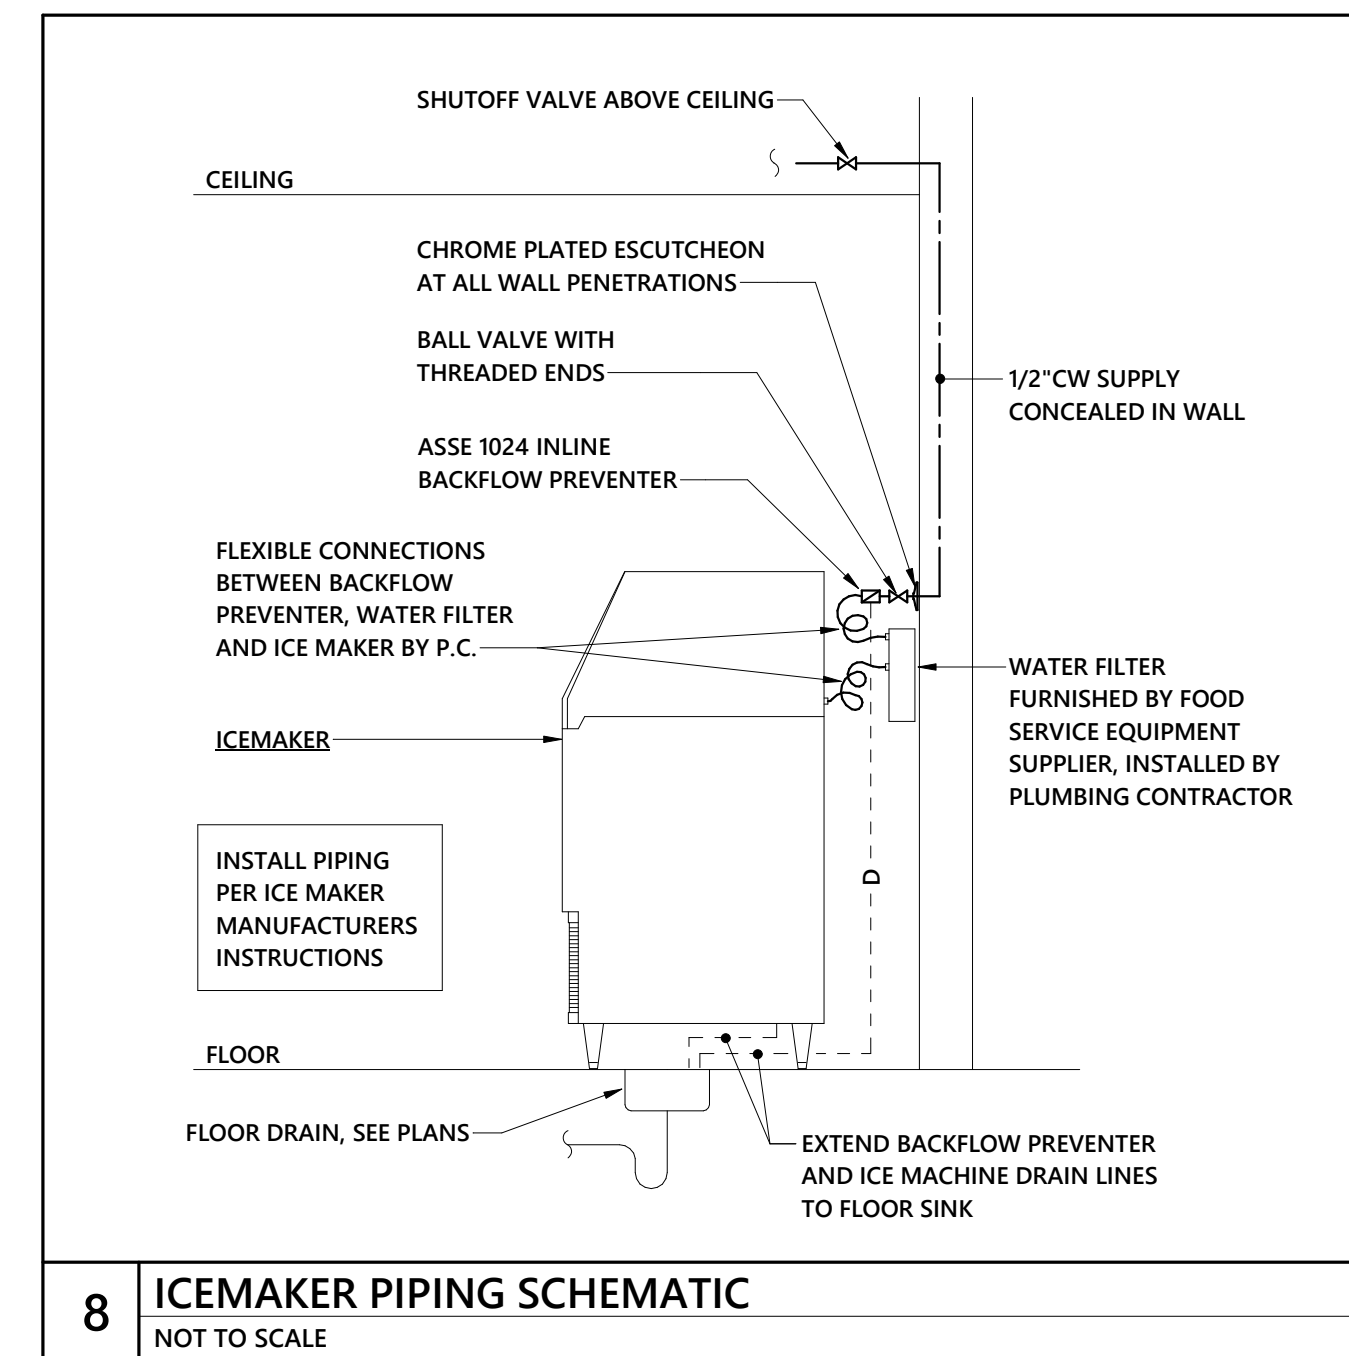 SHUTOFF VALVE ABOVE CEILING
CEILING
CHROME PLATED ESCUTCHEON
AT ALL WALL PENETRATIONS
BALL VALVE WITH
THREADED ENDS
1/2"CW SUPPLY
CONCEALED IN WALL
ASSE 1024 INLINE
BACKFLOW PREVENTER
FLEXIBLE CONNECTIONS
BETWEEN BACKFLOW
PREVENTER, WATER FILTER
AND ICE MAKER BY P.C.
WATER FILTER
FURNISHED BY FOOD
SERVICE EQUIPMENT
SUPPLIER, INSTALLED BY
PLUMBING CONTRACTOR
ICEMAKER
INSTALL PIPING
PER ICE MAKER
MANUFACTURERS
INSTRUCTIONS
D
FLOOR
FLOOR DRAIN, SEE PLANS
EXTEND BACKFLOW PREVENTER
AND ICE MACHINE DRAIN LINES
TO FLOOR SINK
8
ICEMAKER PIPING SCHEMATIC
NOT TO SCALE